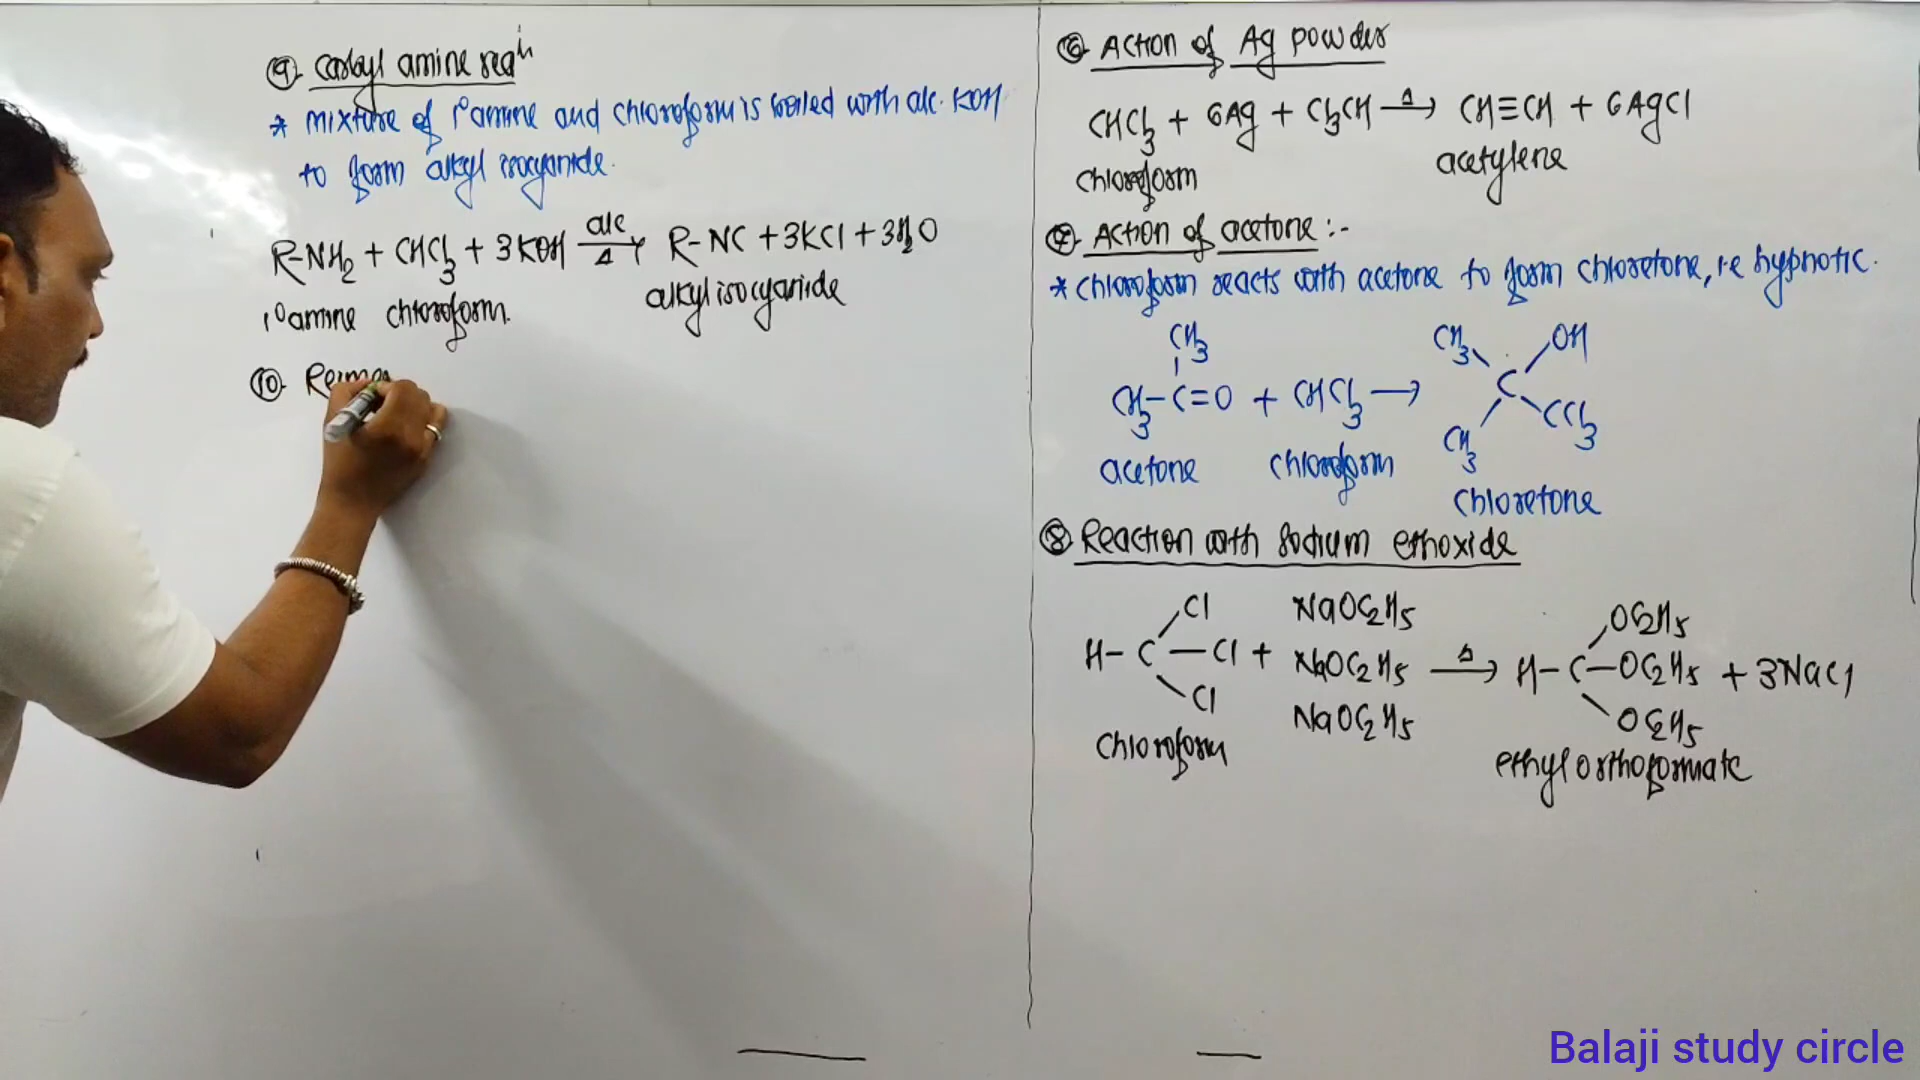 ⑨ Carbyl amine reaⁿ
* mixture of 1° amine and chloroform is boiled with alc. KOH
to form alkyl isocyanide.
R-NH₂ + CHCl₃ + 3KOH alc Δ → R-NC + 3KCl + 3H₂O
1° amine chloroform. alkyl isocyanide
⑩ Reimer
⑥ Action of Ag powder
CHCl₃ + 6Ag + Cl₃CH Δ → CH≡CH + 6AgCl
chloroform acetylene
⑦ Action of acetone :-
* chloroform reacts with acetone to form chloretone, i.e hypnotic.
CH₃ CH₃ OH
CH₃-C=O + CHCl₃ → C
CH₃ CCl₃
acetone chloroform
chloretone
⑧ Reaction with Sodium ethoxide
Cl NaOC₂H₅ OC₂H₅
H-C-Cl + NaOC₂H₅ Δ → H-C-OC₂H₅ + 3NaCl
Cl NaOC₂H₅ OC₂H₅
chloroform ethyl orthoformate
Balaji study circle